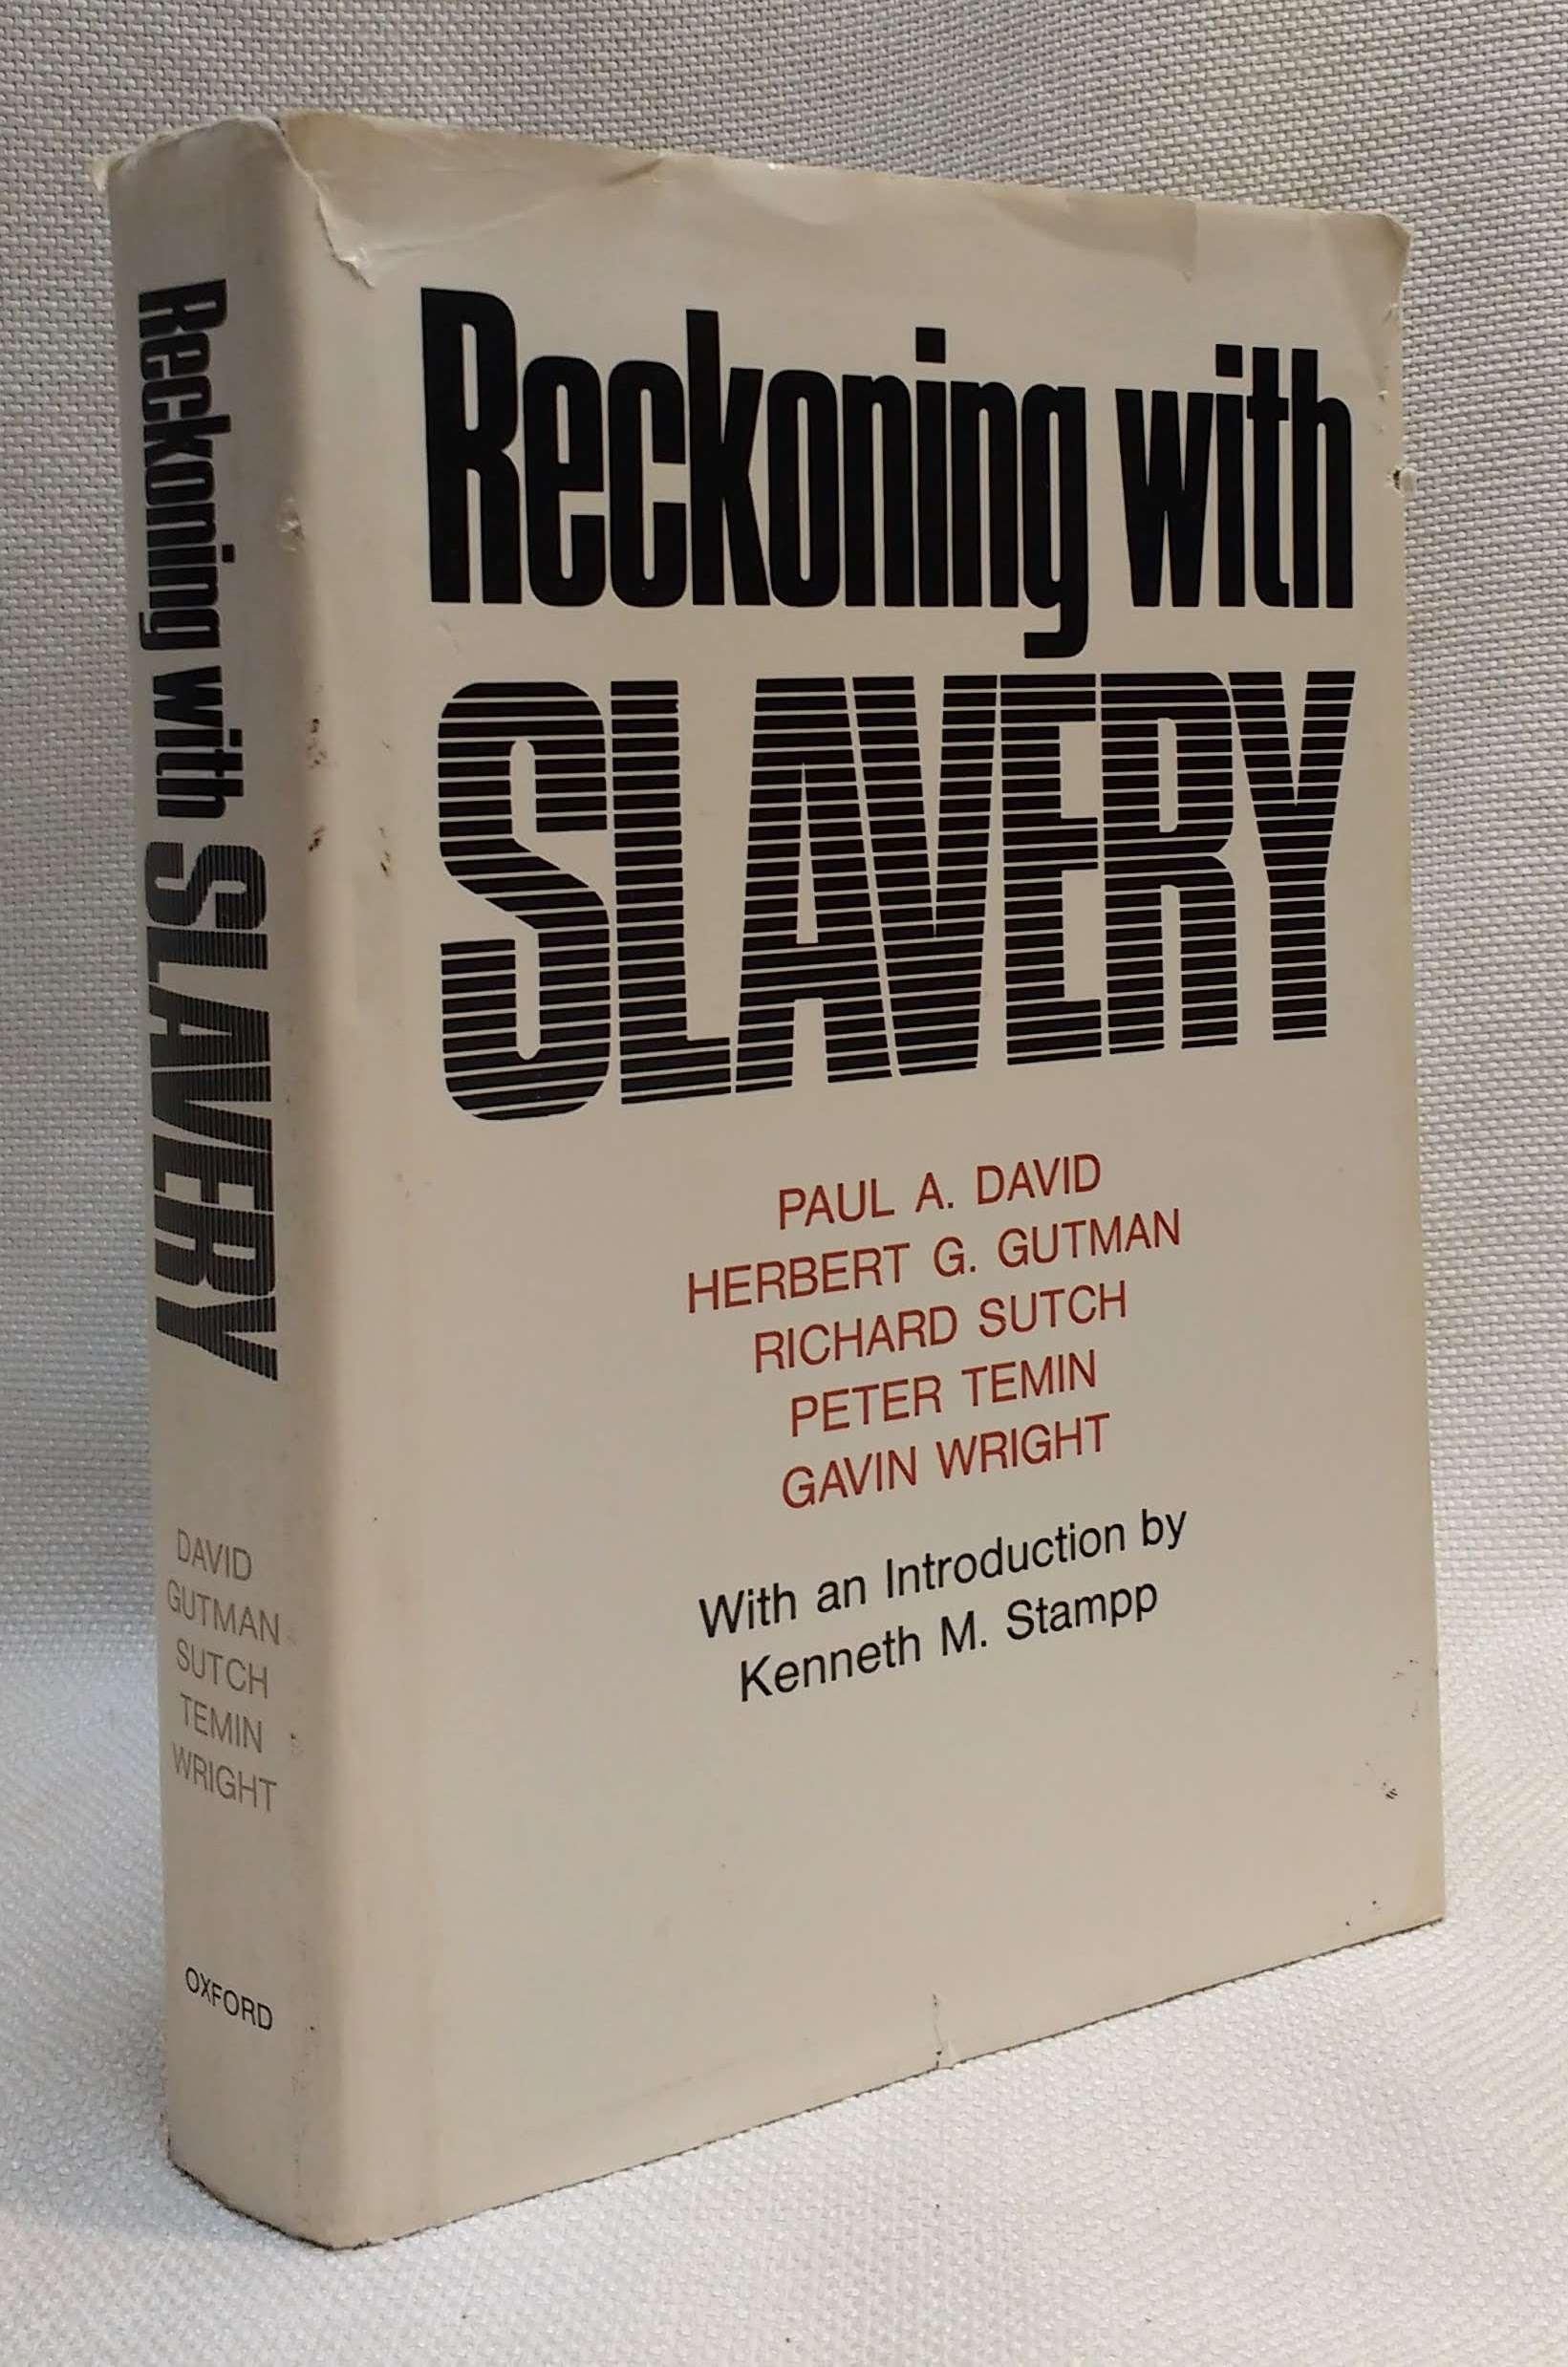 Reckoning with SLAVERY
DAVID
GUTMAN
SUTCH
TEMIN
WRIGHT
OXFORD
Reckoning with
SLAVERY
PAUL A. DAVID
HERBERT G. GUTMAN
RICHARD SUTCH
PETER TEMIN
GAVIN WRIGHT
With an Introduction by
Kenneth M. Stampp